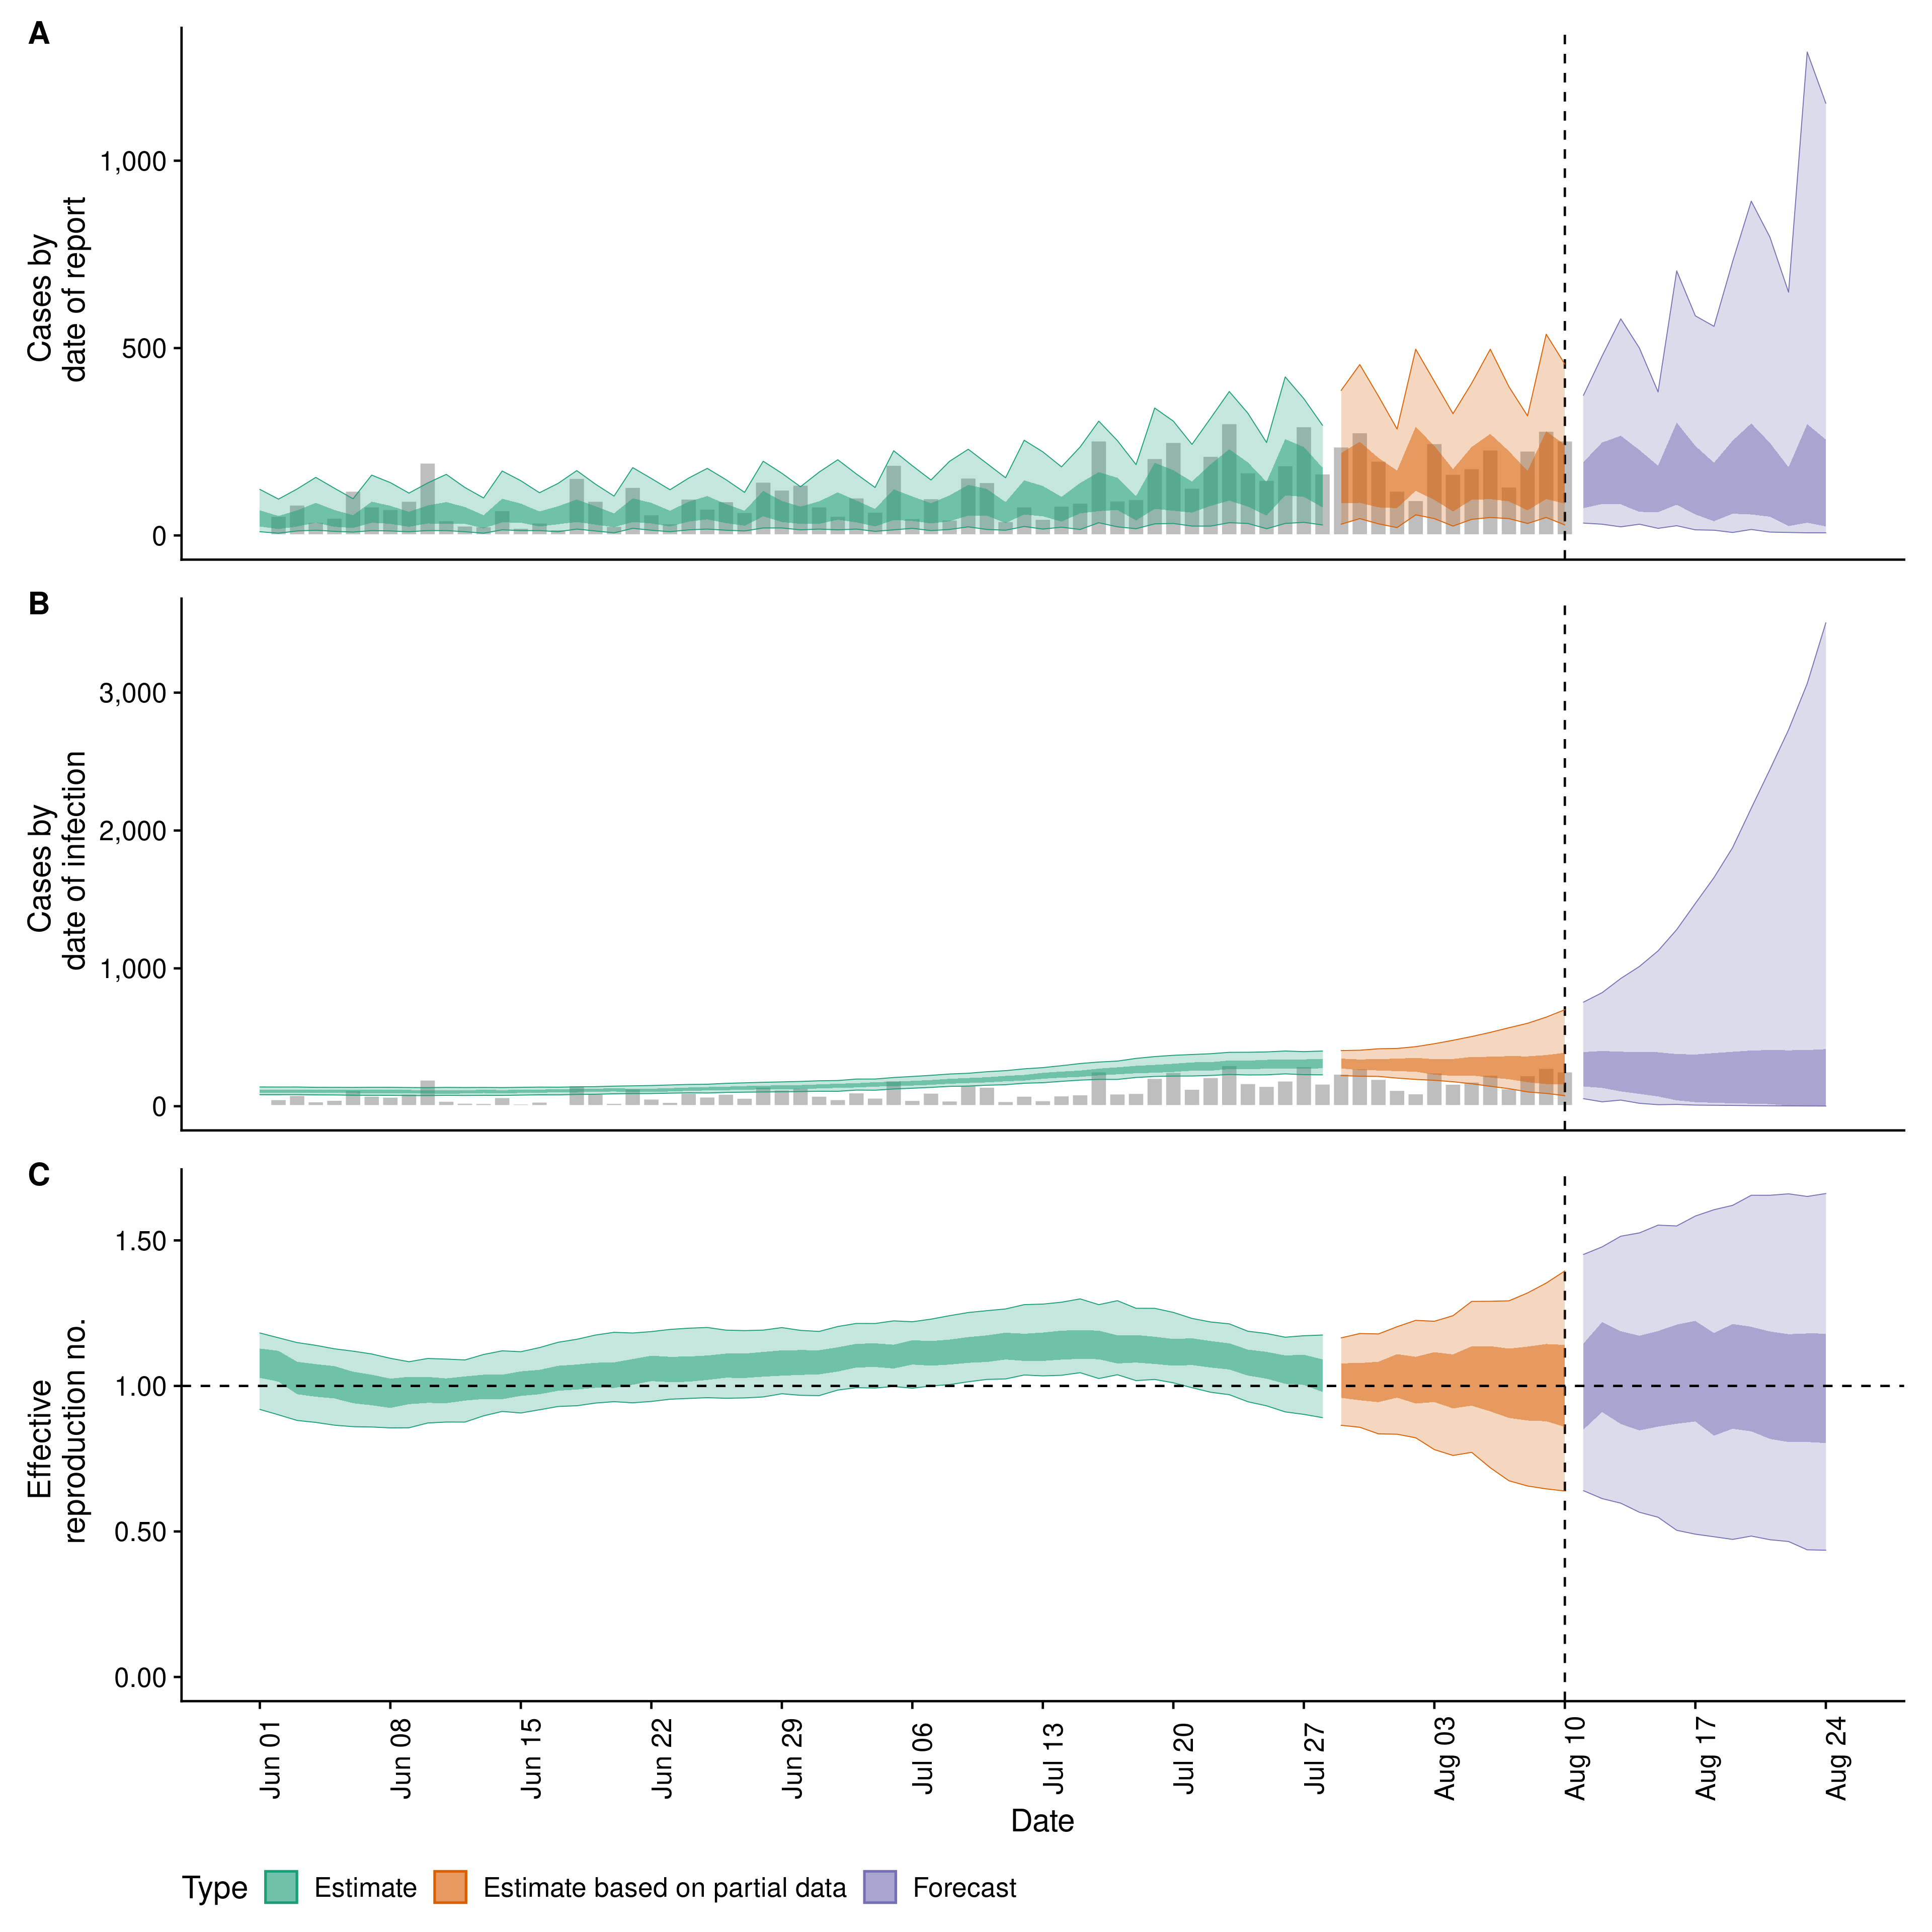 A
Cases by
date of report
1,000
500
0
B
Cases by
date of infection
3,000
2,000
1,000
0
C
Effective
reproduction no.
1.50
1.00
0.50
0.00
Jun 01
Jun 08
Jun 15
Jun 22
Jun 29
Jul 06
Jul 13
Jul 20
Jul 27
Aug 03
Aug 10
Aug 17
Aug 24
Date
Type Estimate Estimate based on partial data Forecast